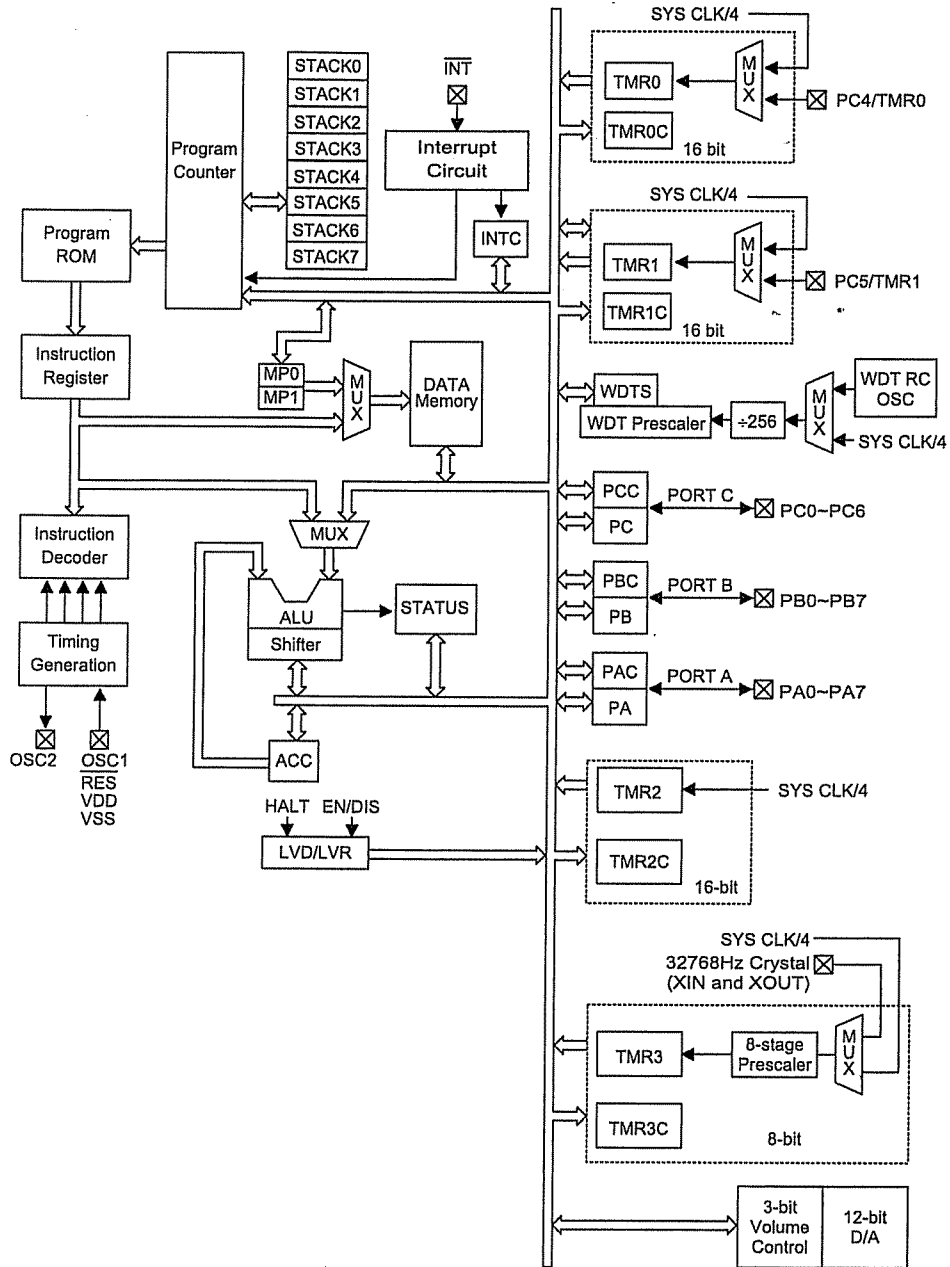 SYS CLK/4
STACK0
STACK1
STACK2
STACK3
STACK4
STACK5
STACK6
STACK7
INT
Interrupt
Circuit
INTC
Program
Counter
Program
ROM
Instruction
Register
MP0
MP1
MUX
DATA
Memory
TMR0
TMR0C
MUX
PC4/TMR0
16 bit
SYS CLK/4
TMR1
TMR1C
MUX
PC5/TMR1
16 bit
WDTS
WDT Prescaler
÷256
MUX
WDT RC
OSC
SYS CLK/4
PCC
PC
PORT C
PC0~PC6
Instruction
Decoder
MUX
ALU
Shifter
STATUS
PBC
PB
PORT B
PB0~PB7
Timing
Generation
PAC
PA
PORT A
PA0~PA7
OSC2
OSC1
RES
VDD
VSS
ACC
HALT
EN/DIS
LVD/LVR
TMR2
SYS CLK/4
TMR2C
16-bit
SYS CLK/4
32768Hz Crystal
(XIN and XOUT)
TMR3
8-stage
Prescaler
MUX
TMR3C
8-bit
3-bit
Volume
Control
12-bit
D/A